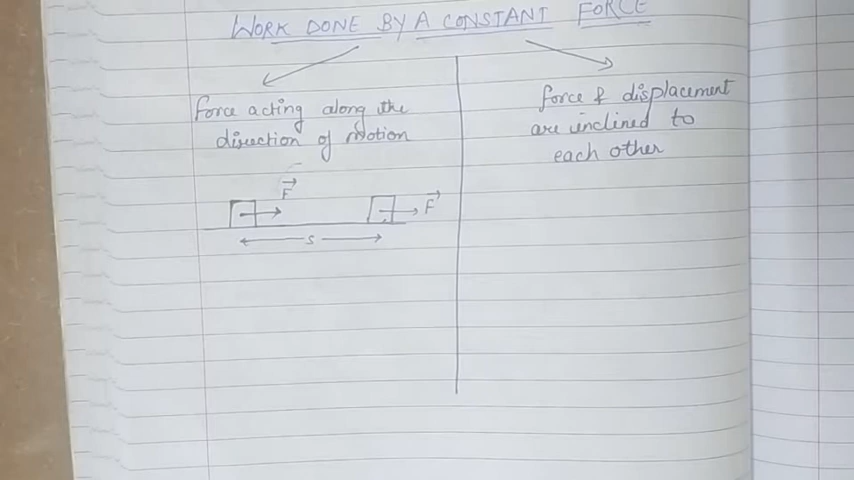 WORK DONE BY A CONSTANT FORCE
Force acting along the
direction of motion
force & displacement
are inclined to
each other
F
F
s